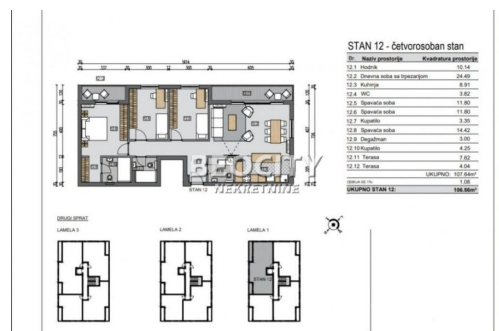 STAN 12 - četvorosoban stan
Br. Naziv prostorije Kvadratura prostorije
12.1 Hodnik 10.14
12.2 Dnevna soba sa trpezarijom 24.49
12.3 Kuhinja 8.91
12.4 WC 3.82
12.5 Spavaća soba 11.80
12.6 Spavaća soba 11.80
12.7 Kupatilo 3.35
12.8 Spavaća soba 14.42
12.9 Degažman 3.00
12.10 Kupatilo 4.25
12.11 Terasa 7.62
12.12 Terasa 4.04
UKUPNO: 107.64m²
1.08
UKUPNO STAN 12: 106.56m²
BEOCITY
NEKRETNINE
STAN 12
DRUGI SPRAT
LAMELA 3 LAMELA 2 LAMELA 1
STAN 12